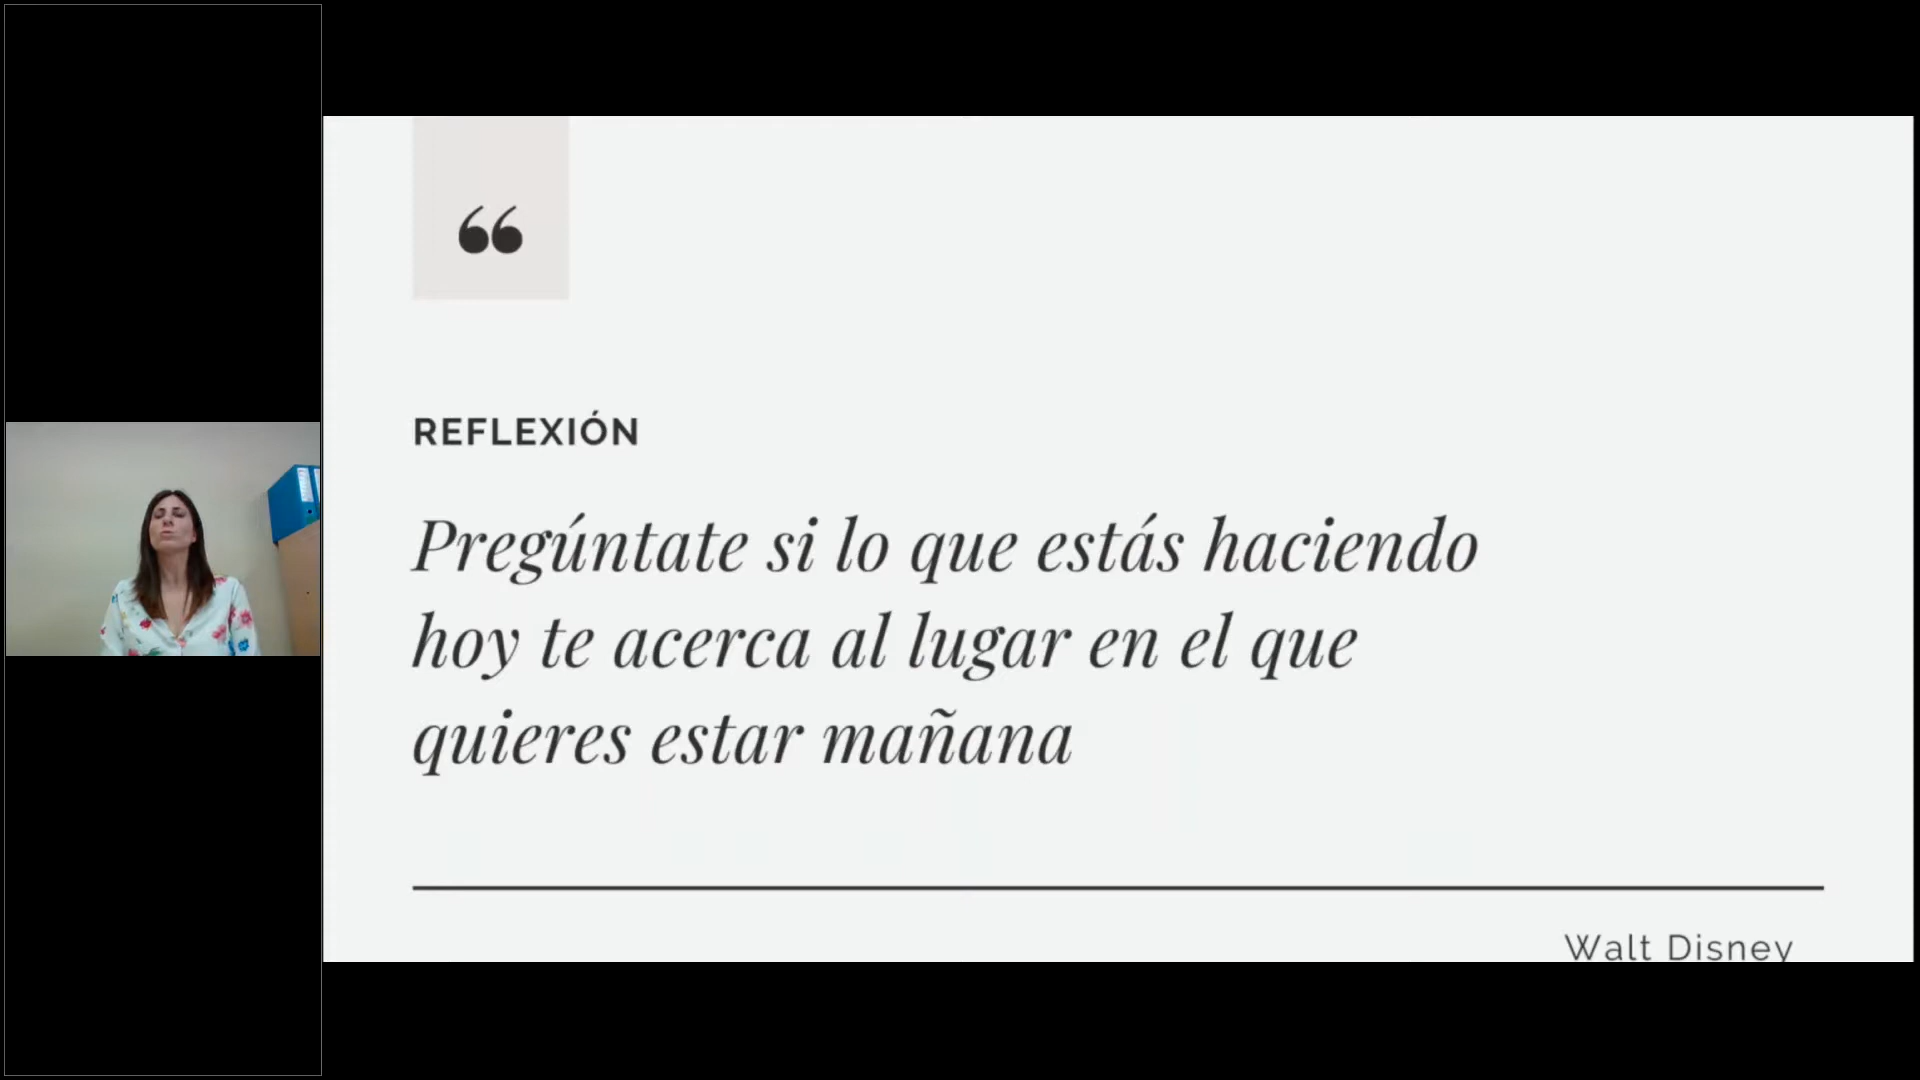 “
REFLEXIÓN
Pregúntate si lo que estás haciendo
hoy te acerca al lugar en el que
quieres estar mañana
Walt Disney